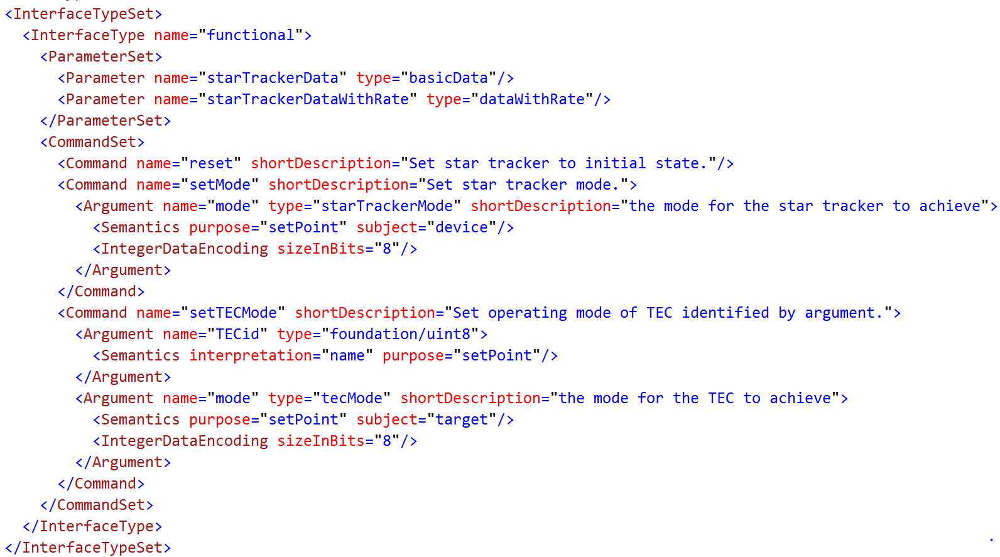 <InterfaceTypeSet>
  <InterfaceType name="functional">
    <ParameterSet>
      <Parameter name="starTrackerData" type="basicData"/>
      <Parameter name="starTrackerDataWithRate" type="dataWithRate"/>
    </ParameterSet>
    <CommandSet>
      <Command name="reset" shortDescription="Set star tracker to initial state."/>
      <Command name="setMode" shortDescription="Set star tracker mode.">
        <Argument name="mode" type="starTrackerMode" shortDescription="the mode for the star tracker to achieve">
          <Semantics purpose="setPoint" subject="device"/>
          <IntegerDataEncoding sizeInBits="8"/>
        </Argument>
      </Command>
      <Command name="setTECMode" shortDescription="Set operating mode of TEC identified by argument.">
        <Argument name="TECid" type="foundation/uint8">
          <Semantics interpretation="name" purpose="setPoint"/>
        </Argument>
        <Argument name="mode" type="tecMode" shortDescription="the mode for the TEC to achieve">
          <Semantics purpose="setPoint" subject="target"/>
          <IntegerDataEncoding sizeInBits="8"/>
        </Argument>
      </Command>
    </CommandSet>
  </InterfaceType>
</InterfaceTypeSet>